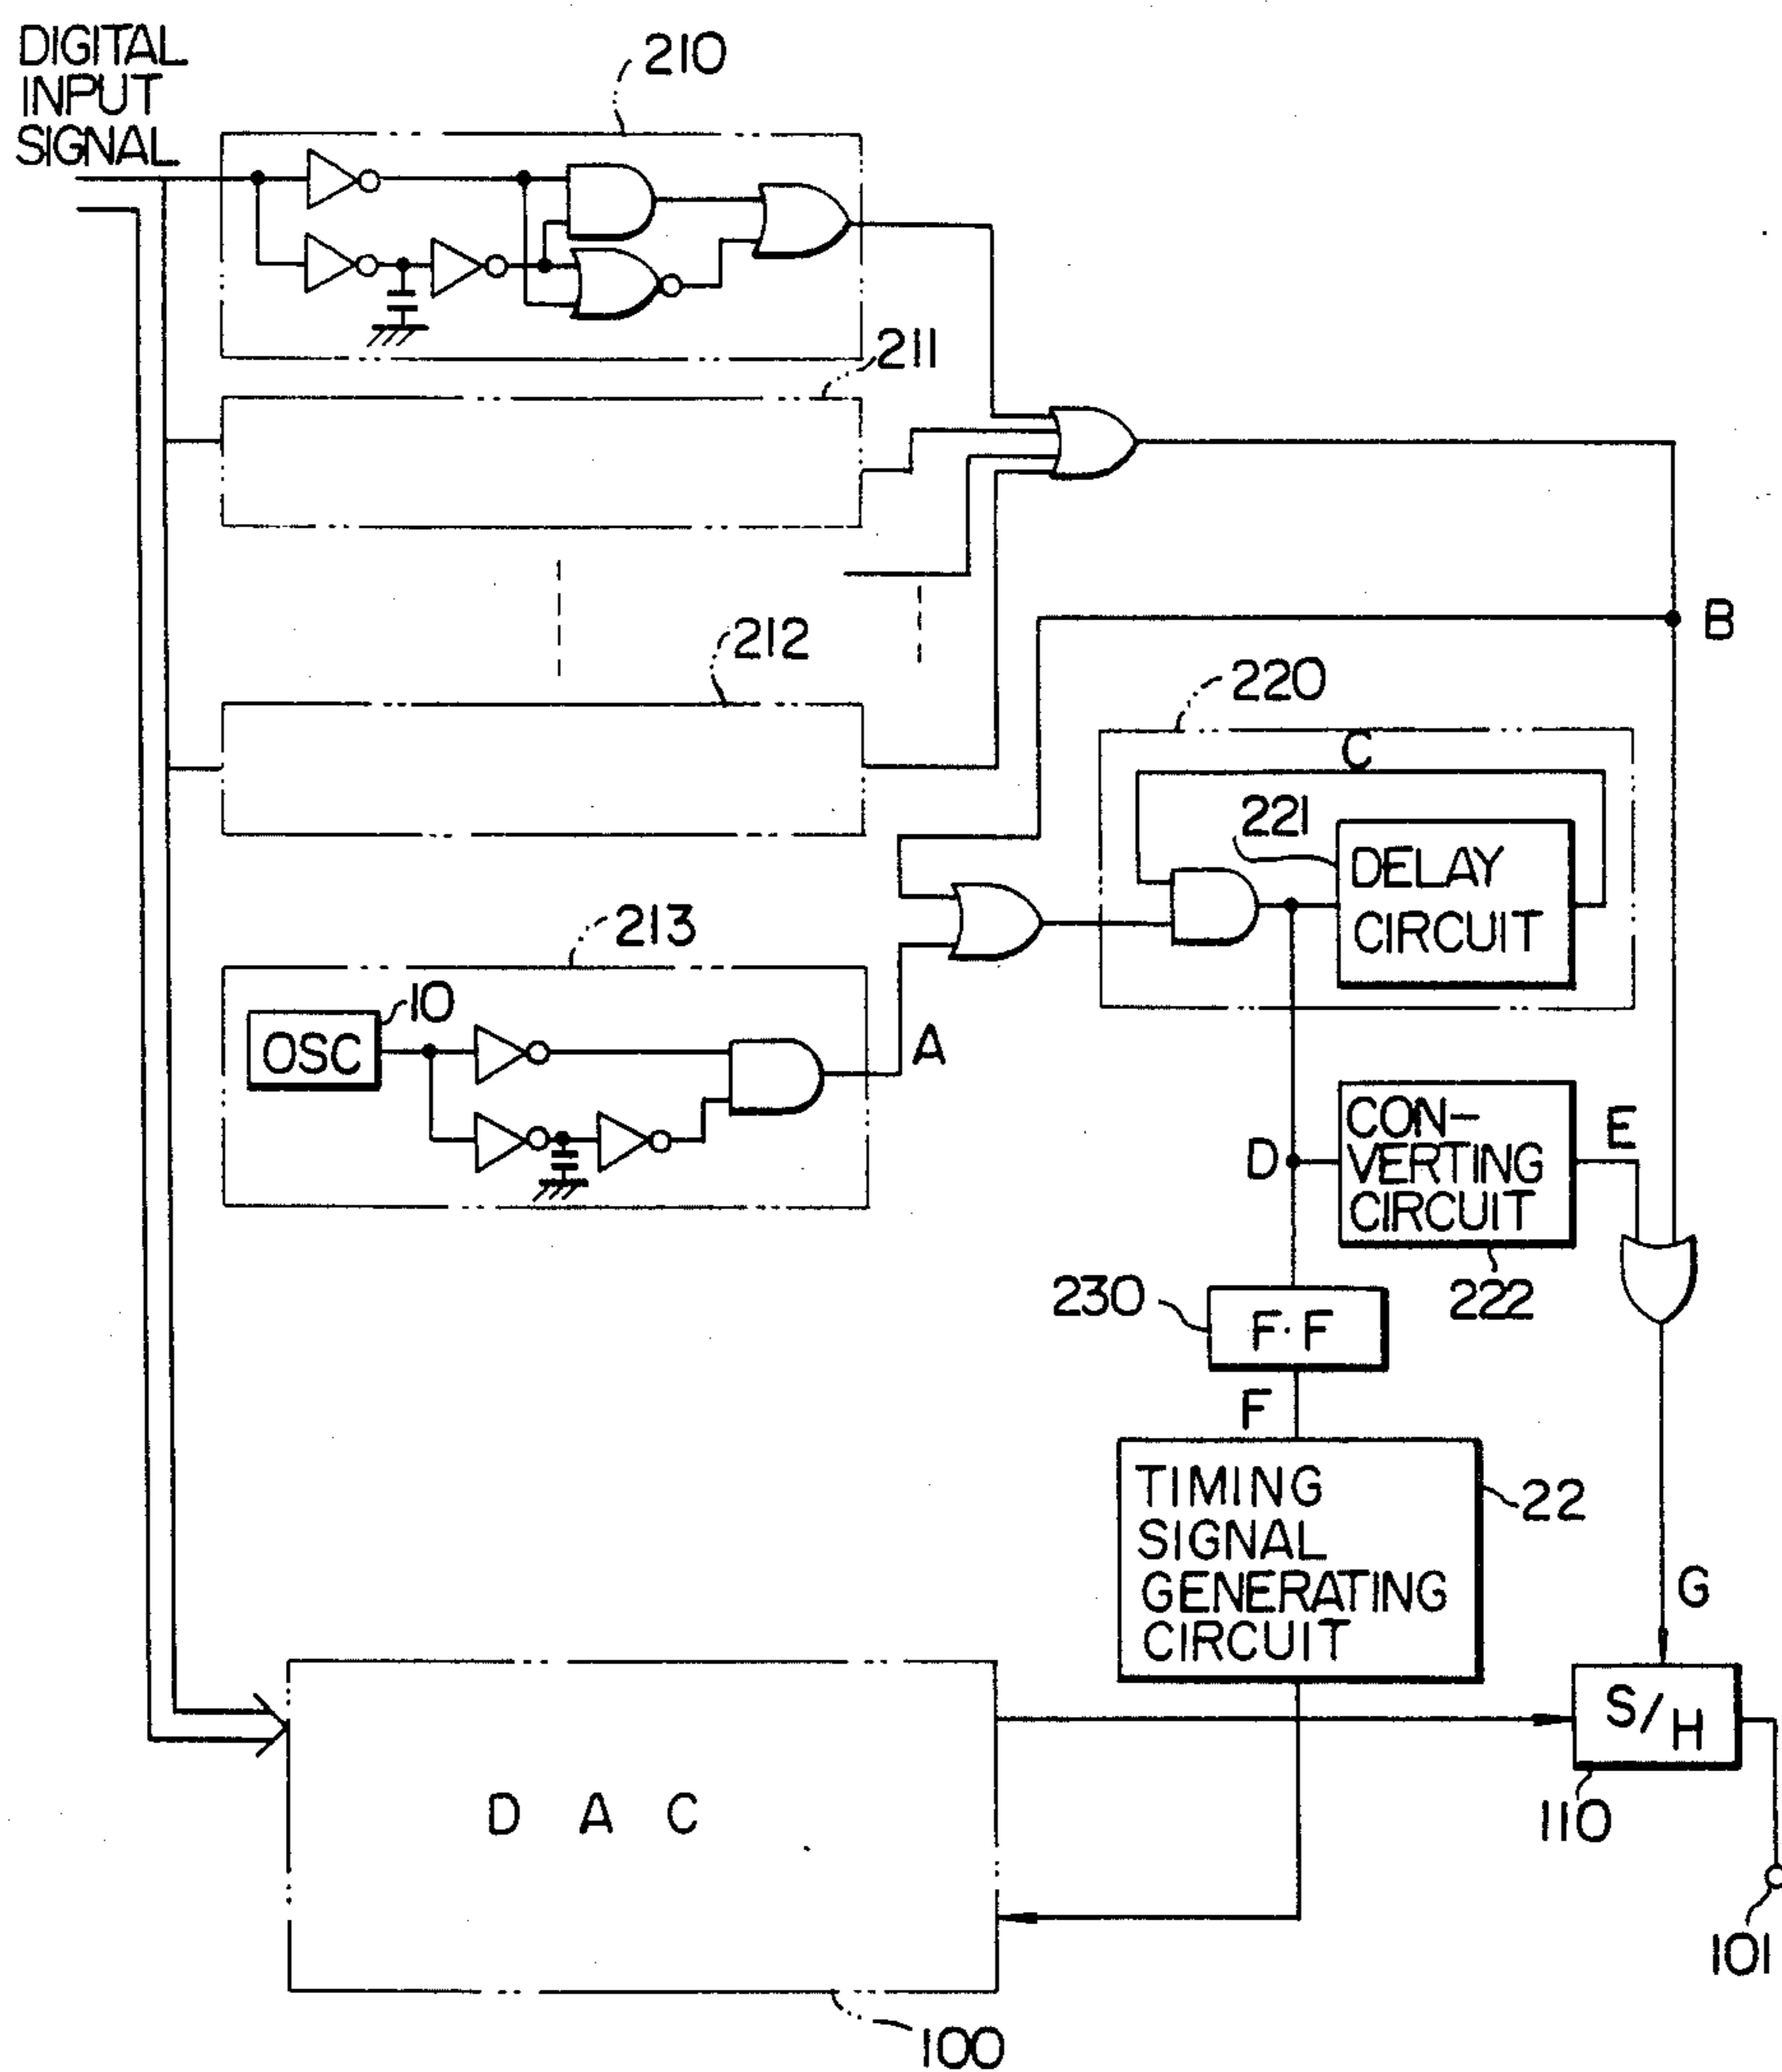 DIGITAL
INPUT
SIGNAL
210
211
212
B
220
C
221
DELAY
CIRCUIT
213
10
OSC
A
D
CON-
VERTING
CIRCUIT
E
222
230
F·F
F
TIMING
SIGNAL
GENERATING
CIRCUIT
22
G
S/H
110
DAC
101
100